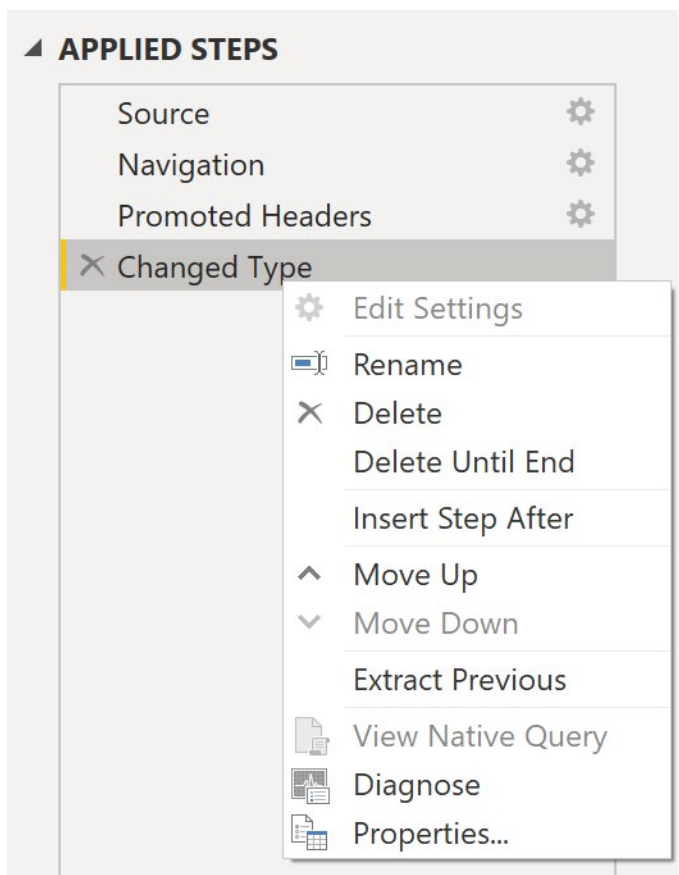 APPLIED STEPS
Source
Navigation
Promoted Headers
Changed Type
Edit Settings
Rename
Delete
Delete Until End
Insert Step After
Move Up
Move Down
Extract Previous
View Native Query
Diagnose
Properties...